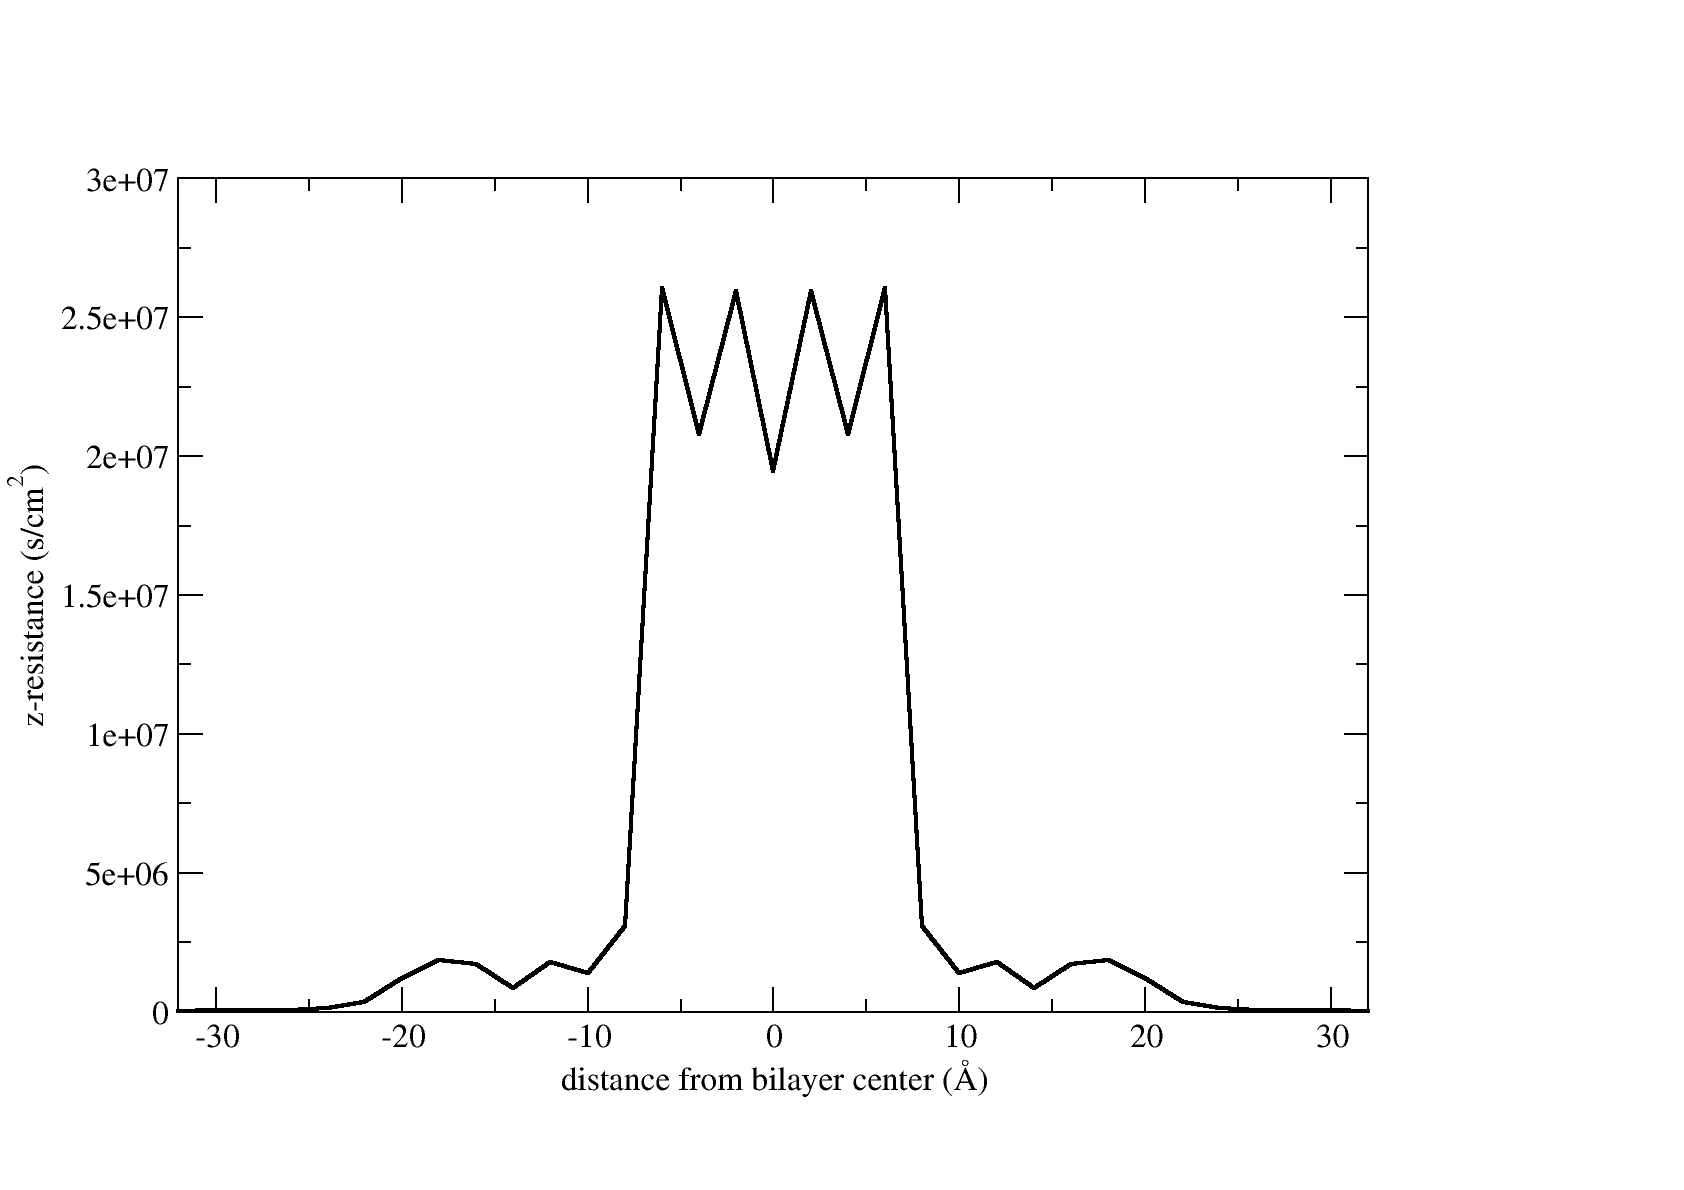 3e+07
2.5e+07
2e+07
1.5e+07
1e+07
5e+06
0
z-resistance (s/cm²)
-30 -20 -10 0 10 20 30
distance from bilayer center (Å)